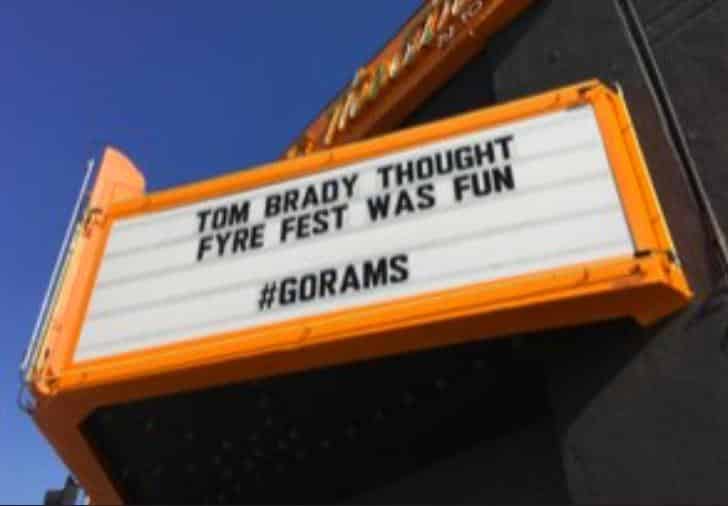 TOM BRADY THOUGHT
FYRE FEST WAS FUN
#GORAMS